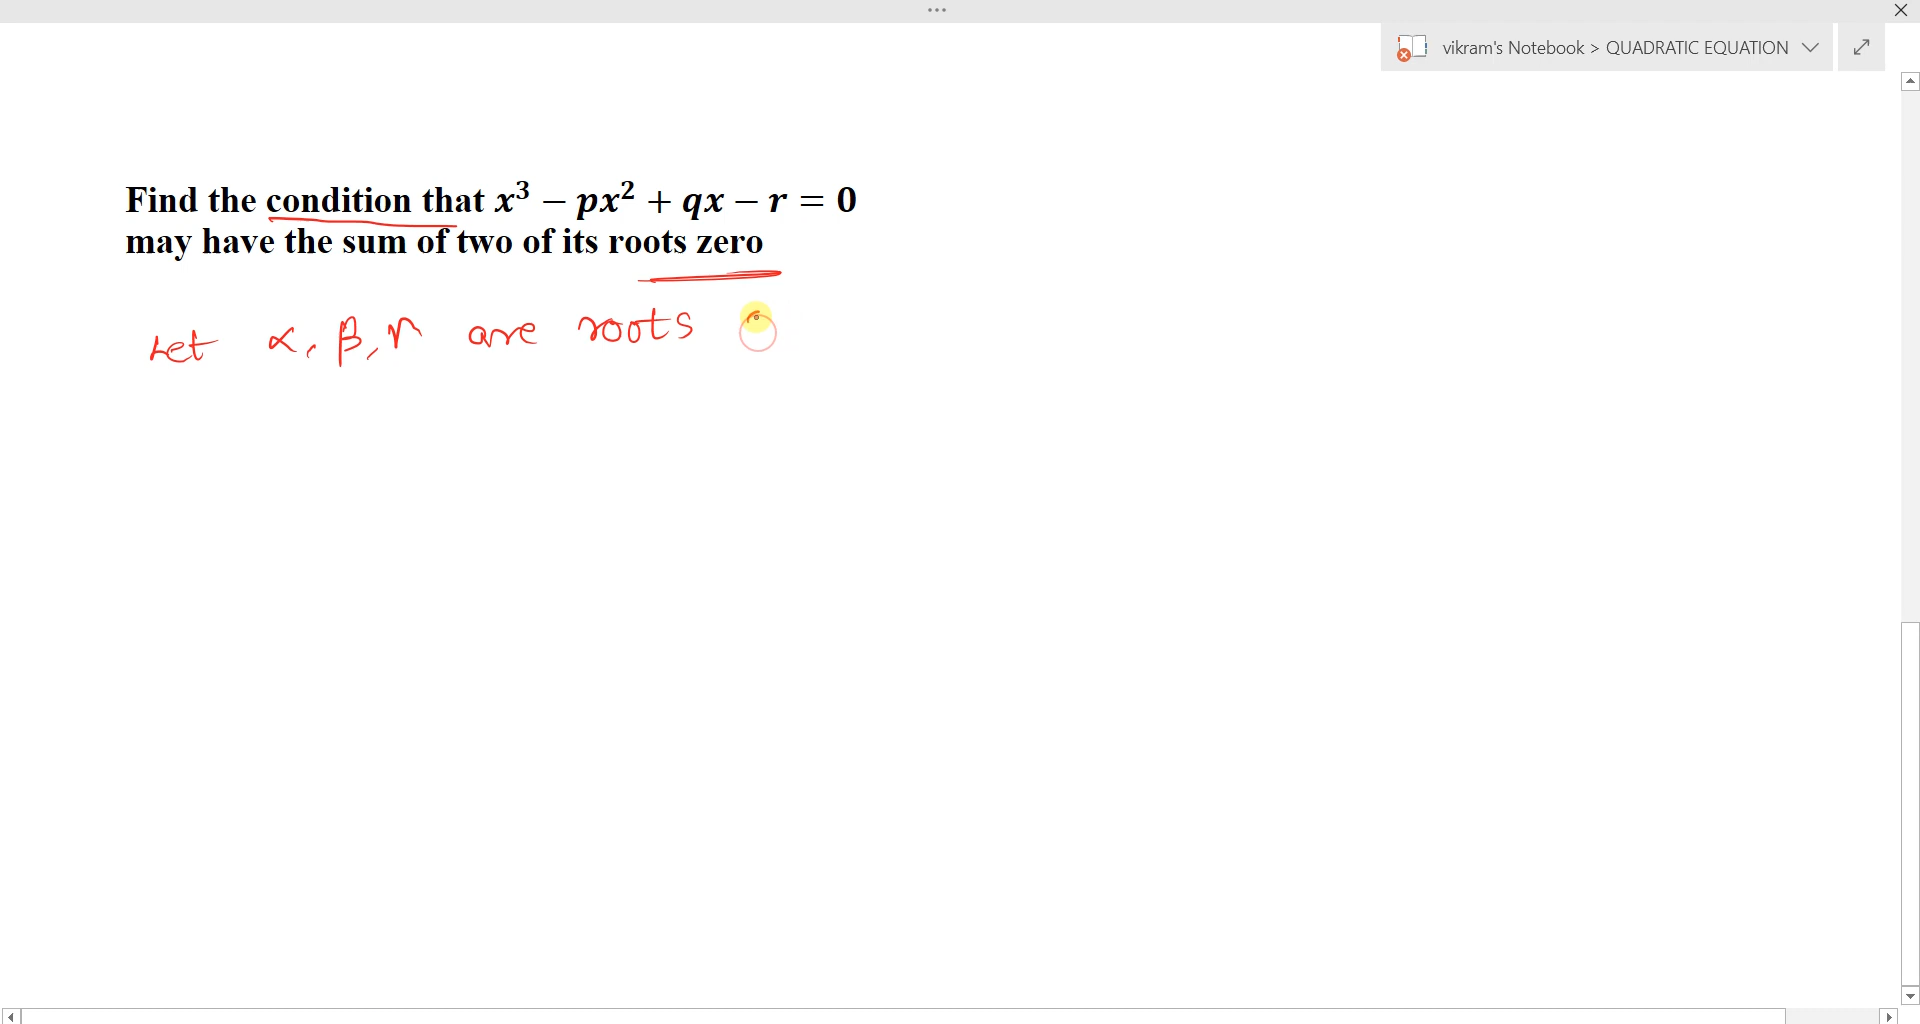 vikram's Notebook > QUADRATIC EQUATION
Find the condition that x³ − px² + qx − r = 0
may have the sum of two of its roots zero
Let α, β, γ are roots